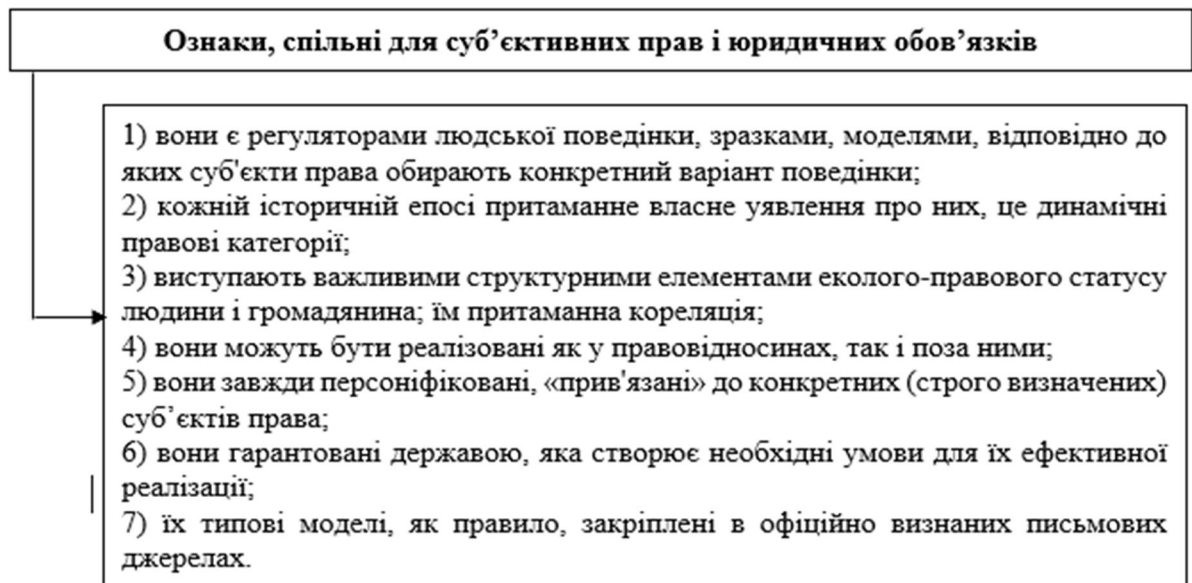 Ознаки, спільні для суб’єктивних прав і юридичних обов’язків
1) вони є регуляторами людської поведінки, зразками, моделями, відповідно до
яких суб'єкти права обирають конкретний варіант поведінки;
2) кожній історичній епосі притаманне власне уявлення про них, це динамічні
правові категорії;
3) виступають важливими структурними елементами еколого-правового статусу
людини і громадянина; їм притаманна кореляція;
4) вони можуть бути реалізовані як у правовідносинах, так і поза ними;
5) вони завжди персоніфіковані, «прив'язані» до конкретних (строго визначених)
суб’єктів права;
6) вони гарантовані державою, яка створює необхідні умови для їх ефективної
реалізації;
7) їх типові моделі, як правило, закріплені в офіційно визнаних письмових
джерелах.